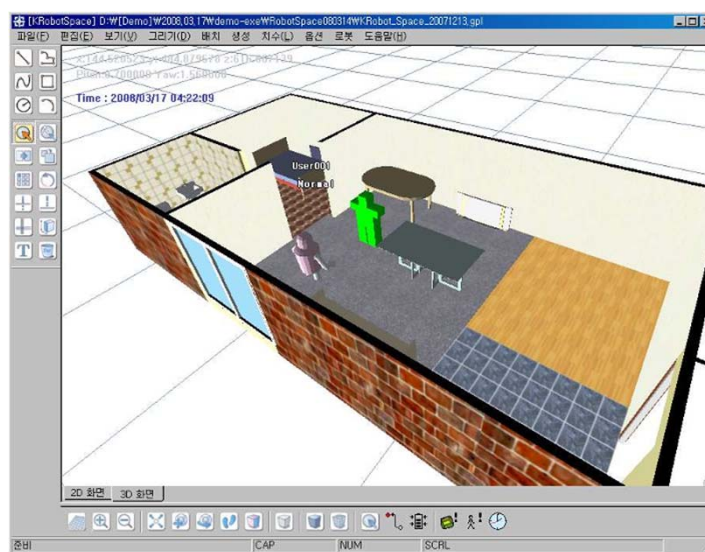 [KRobotSpace] D:₩[Demo]₩2008,03,17₩demo-exe₩RobotSpace080314₩KRobot_Space_20071213,gpl
파일(F) 편집(E) 보기(V) 그리기(D) 배치 생성 치수(L) 옵션 로봇 도움말(H)
Time : 2008/03/17 04:22:09
User001
Normal
T
2D 화면 3D 화면
준비 CAP NUM SCRL